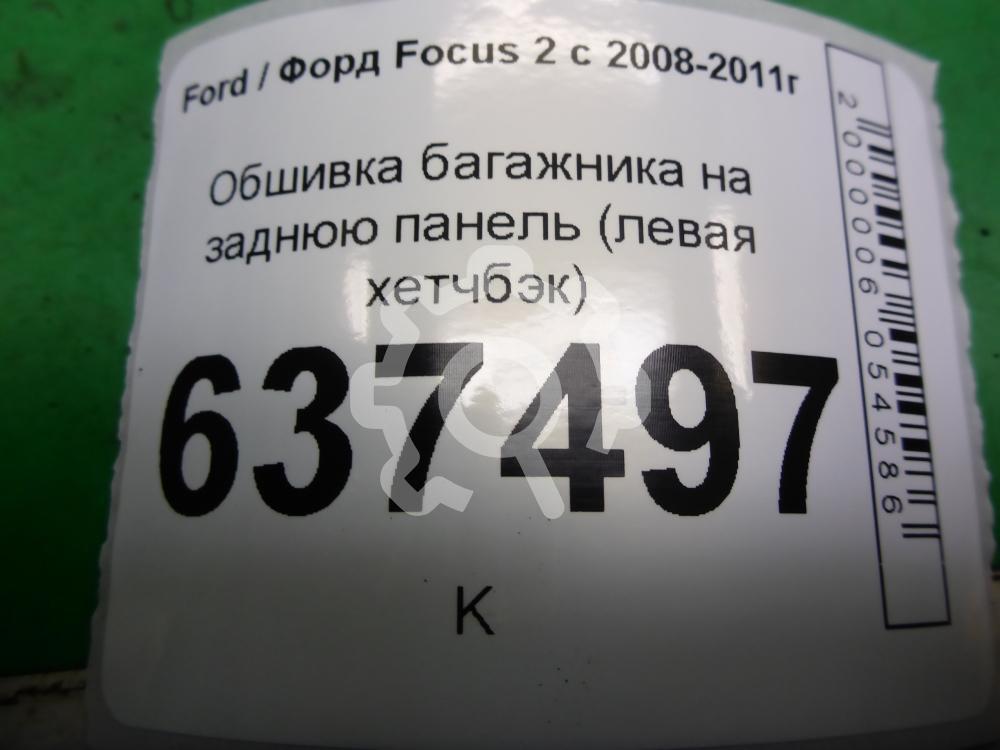 Ford / Форд Focus 2 с 2008-2011г
Обшивка багажника на
заднюю панель (левая
хетчбэк)
637497
К
2000006054586